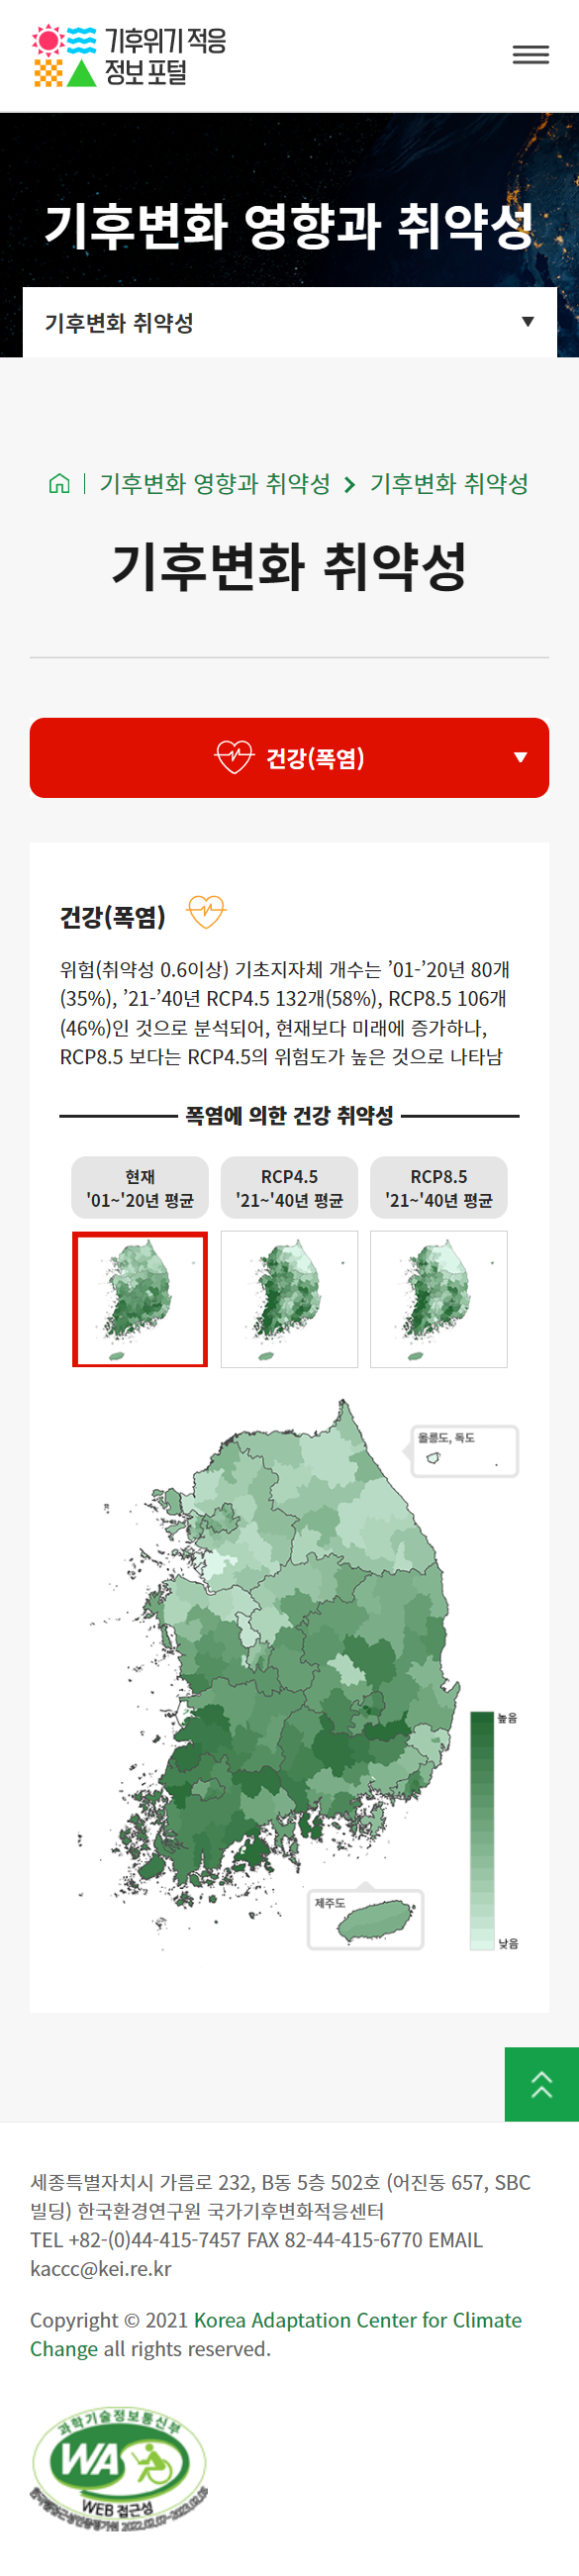 기후위기 적응
정보 포털
기후변화 영향과 취약성
기후변화 취약성
기후변화 영향과 취약성
기후변화 취약성
기후변화 취약성
건강(폭염)
건강(폭염)
위험(취약성 0.6이상) 기초지자체 개수는 ’01-’20년 80개
(35%), ’21-’40년 RCP4.5 132개(58%), RCP8.5 106개
(46%)인 것으로 분석되어, 현재보다 미래에 증가하나,
RCP8.5 보다는 RCP4.5의 위험도가 높은 것으로 나타남
폭염에 의한 건강 취약성
현재
'01~'20년 평균
RCP4.5
'21~'40년 평균
RCP8.5
'21~'40년 평균
울릉도, 독도
높음
제주도
낮음
세종특별자치시 가름로 232, B동 5층 502호 (어진동 657, SBC
빌딩) 한국환경연구원 국가기후변화적응센터
TEL +82-(0)44-415-7457 FAX 82-44-415-6770 EMAIL
kaccc@kei.re.kr
Copyright © 2021 Korea Adaptation Center for Climate
Change all rights reserved.
과학기술정보통신부
WA
WEB 접근성